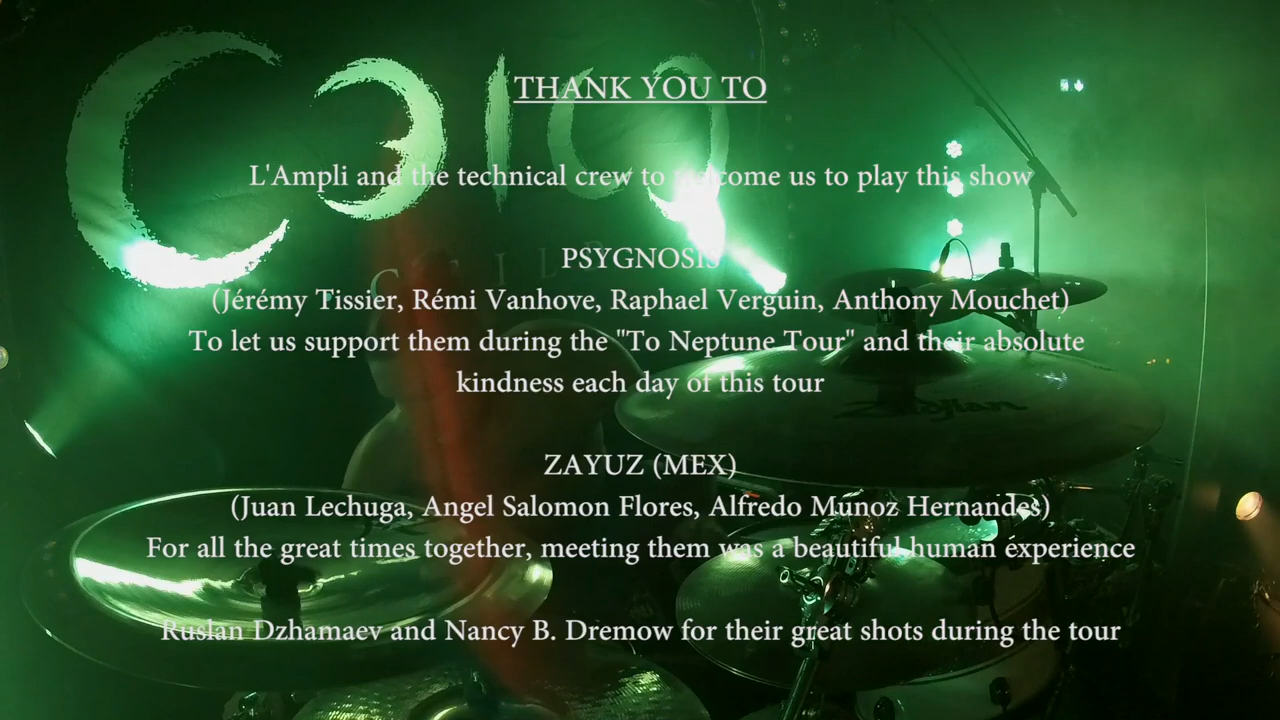 THANK YOU TO
L'Ampli and the technical crew to welcome us to play this show
PSYGNOSIS
(Jérémy Tissier, Rémi Vanhove, Raphael Verguin, Anthony Mouchet)
To let us support them during the "To Neptune Tour" and their absolute
kindness each day of this tour
Zildjian
ZAYUZ (MEX)
(Juan Lechuga, Angel Salomon Flores, Alfredo Munoz Hernandes)
For all the great times together, meeting them was a beautiful human éxperience
Ruslan Dzhamaev and Nancy B. Dremow for their great shots during the tour